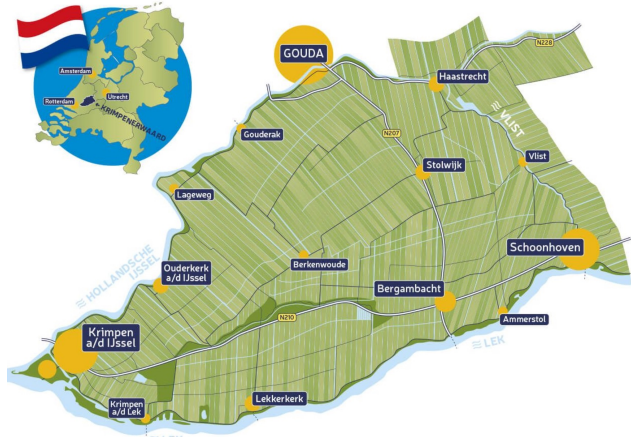 Amsterdam
Utrecht
Rotterdam
KRIMPENERWAARD
GOUDA
Haastrecht
N228
Gouderak
N207
VLIST
Stolwijk
Vlist
Lageweg
HOLLANDSCHE
IJSSEL
Ouderkerk
a/d IJssel
Berkenwoude
Schoonhoven
Bergambacht
N210
Ammerstol
Krimpen
a/d IJssel
LEK
Krimpen
a/d Lek
Lekkerkerk